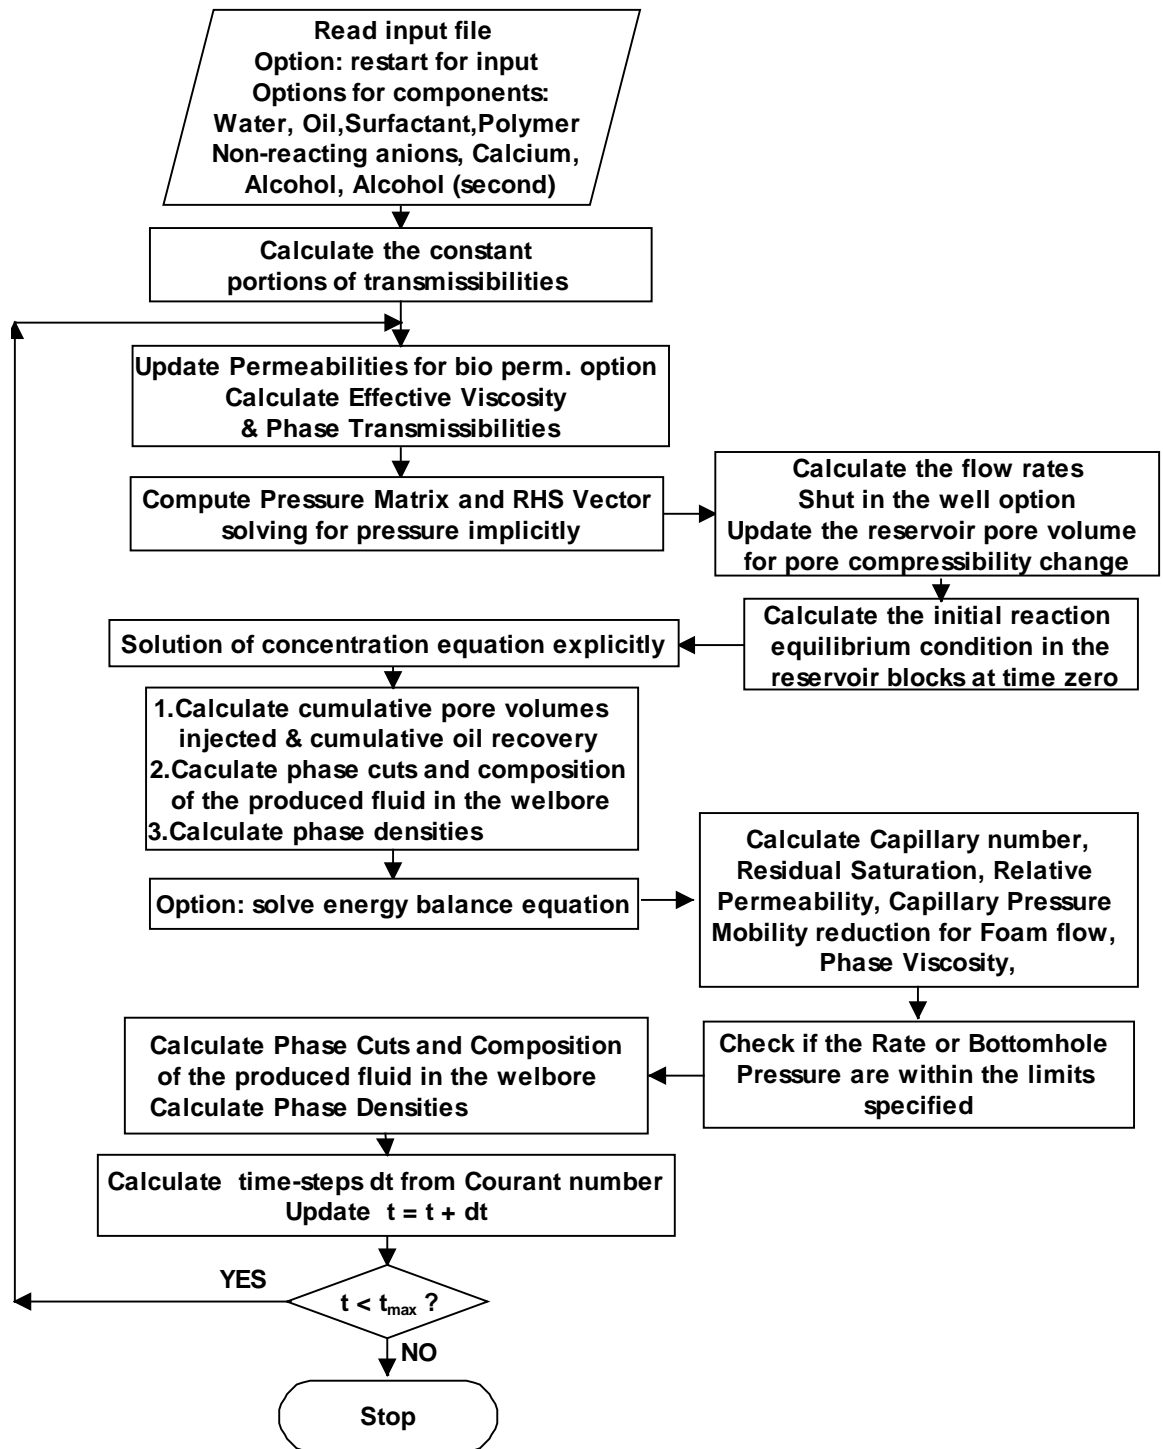 Read input file
Option: restart for input
Options for components:
Water, Oil,Surfactant,Polymer
Non-reacting anions, Calcium,
Alcohol, Alcohol (second)
Calculate the constant
portions of transmissibilities
Update Permeabilities for bio perm. option
Calculate Effective Viscosity
& Phase Transmissibilities
Compute Pressure Matrix and RHS Vector
solving for pressure implicitly
Calculate the flow rates
Shut in the well option
Update the reservoir pore volume
for pore compressibility change
Calculate the initial reaction
equilibrium condition in the
reservoir blocks at time zero
Solution of concentration equation explicitly
1.Calculate cumulative pore volumes
injected & cumulative oil recovery
2.Caculate phase cuts and composition
of the produced fluid in the welbore
3.Calculate phase densities
Option: solve energy balance equation
Calculate Capillary number,
Residual Saturation, Relative
Permeability, Capillary Pressure
Mobility reduction for Foam flow,
Phase Viscosity,
Check if the Rate or Bottomhole
Pressure are within the limits
specified
Calculate Phase Cuts and Composition
of the produced fluid in the welbore
Calculate Phase Densities
Calculate time-steps dt from Courant number
Update t = t + dt
YES
t < tmax ?
NO
Stop